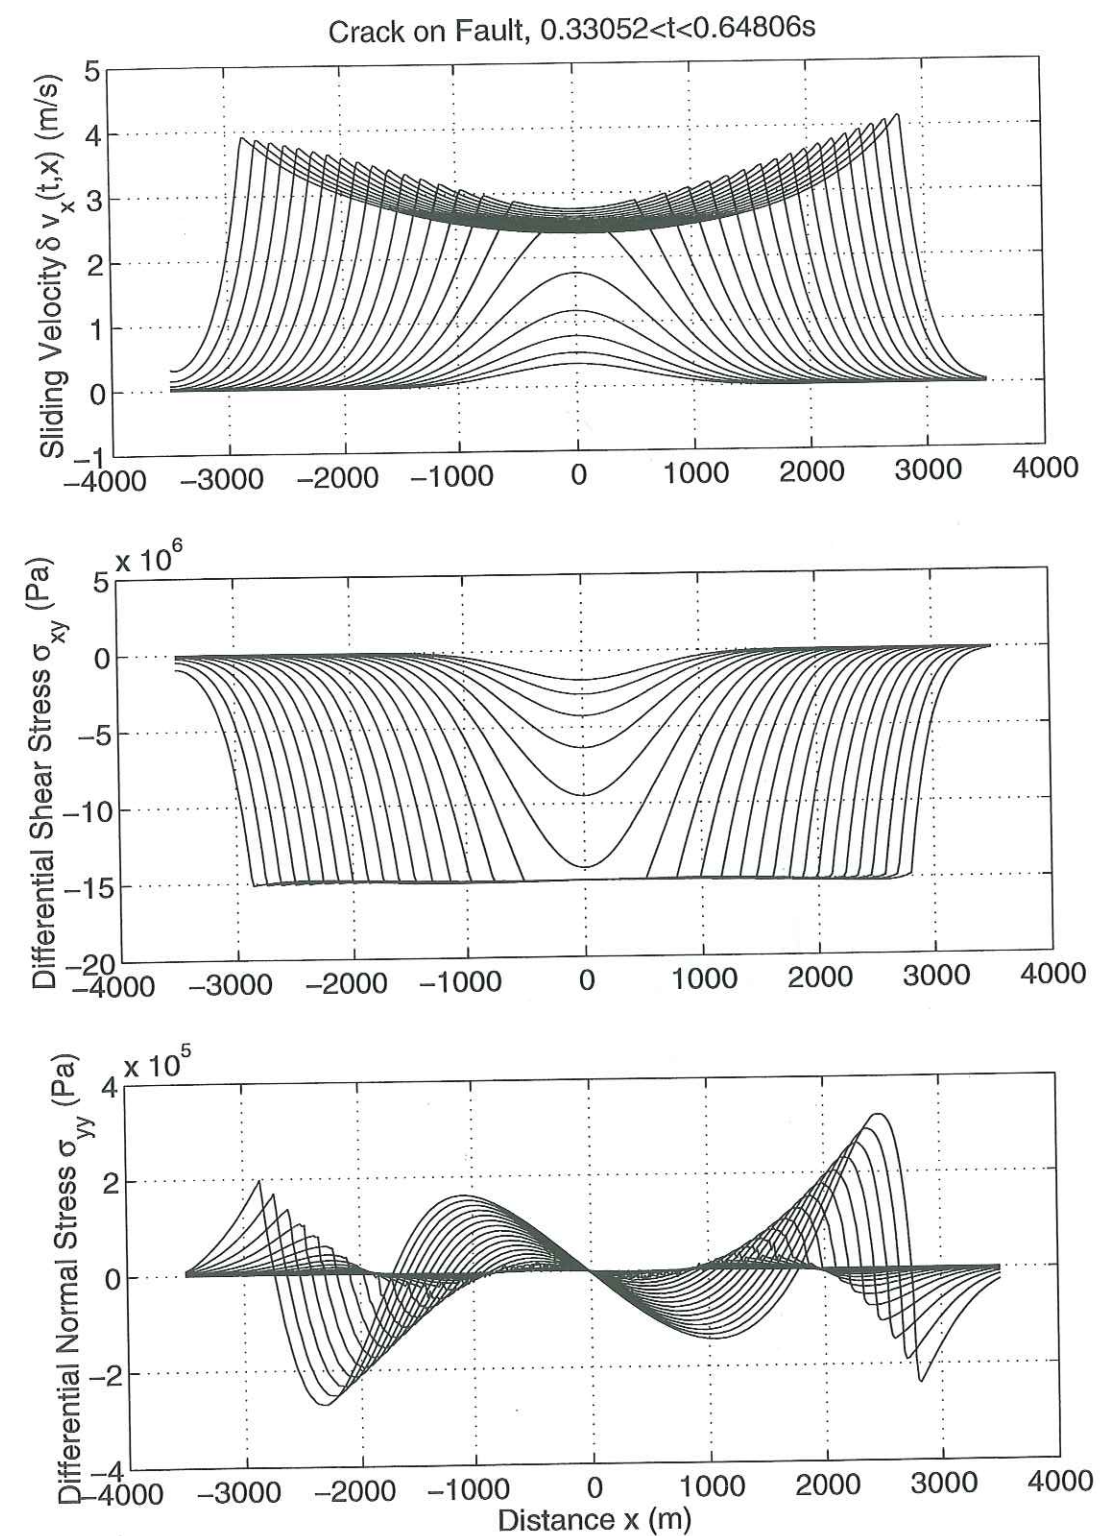 Crack on Fault, 0.33052<t<0.64806s
Sliding Velocity δ v_x(t,x) (m/s)
5
4
3
2
1
0
−1
−4000 −3000 −2000 −1000 0 1000 2000 3000 4000
Differential Shear Stress σ_xy (Pa)
x 10^6
5
0
−5
−10
−15
−20
−4000 −3000 −2000 −1000 0 1000 2000 3000 4000
Differential Normal Stress σ_yy (Pa)
x 10^5
4
2
0
−2
−4
−4000 −3000 −2000 −1000 0 1000 2000 3000 4000
Distance x (m)